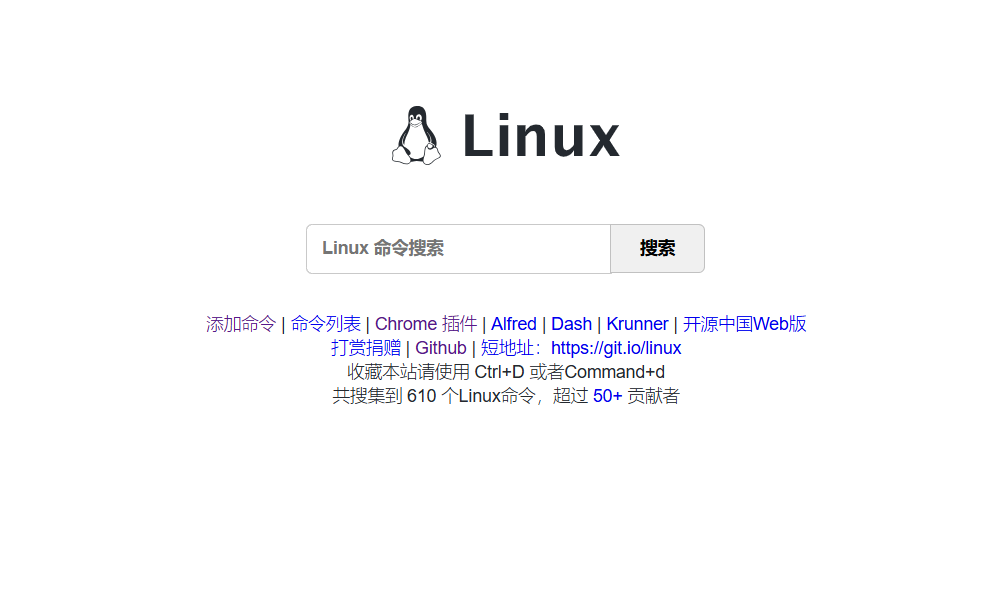 Linux
Linux 命令搜索 搜索
添加命令 | 命令列表 | Chrome 插件 | Alfred | Dash | Krunner | 开源中国Web版
打赏捐赠 | Github | 短地址：https://git.io/linux
收藏本站请使用 Ctrl+D 或者Command+d
共搜集到 610 个Linux命令，超过 50+ 贡献者